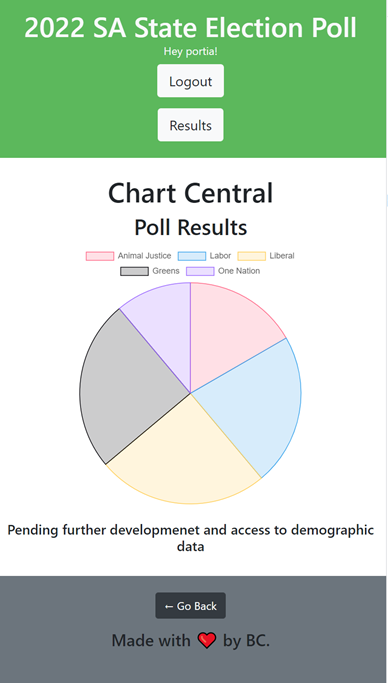 2022 SA State Election Poll
Hey portia!
Logout
Results
Chart Central
Poll Results
Animal Justice Labor Liberal
Greens One Nation
Pending further developmenet and access to demographic
data
← Go Back
Made with ❤️ by BC.